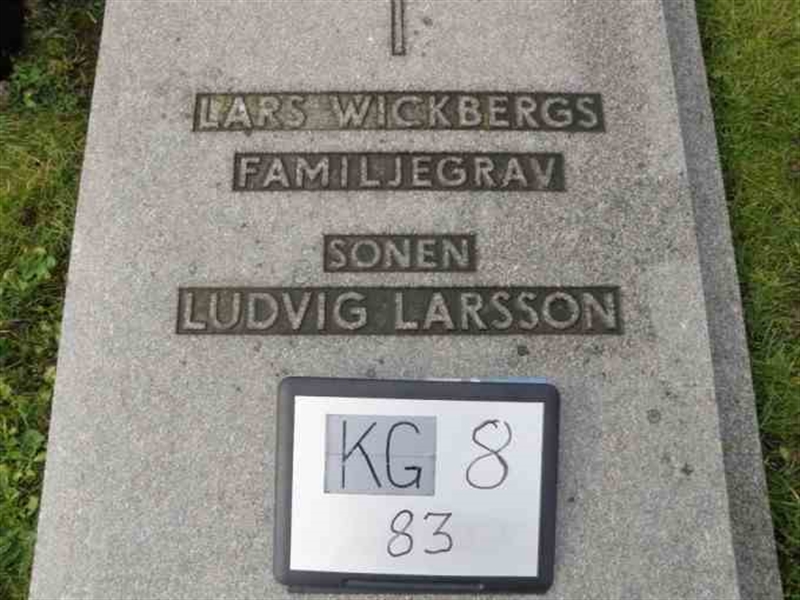 LARS WICKBERGS
FAMILJEGRAV
SONEN
LUDVIG LARSSON
KG 8
83